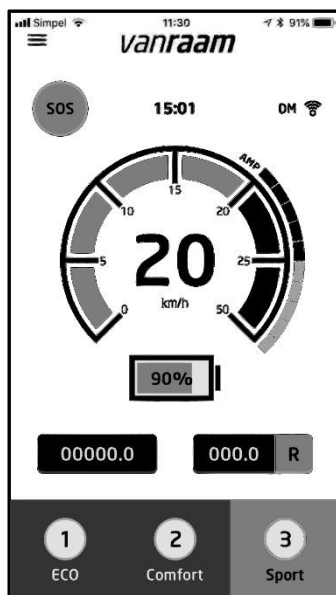 Simpel 11:30 91%
vanraam
SOS 15:01 0M
AMP
15
10 20
5 25
0 50
20
km/h
90%
00000.0 000.0 R
1 2 3
ECO Comfort Sport